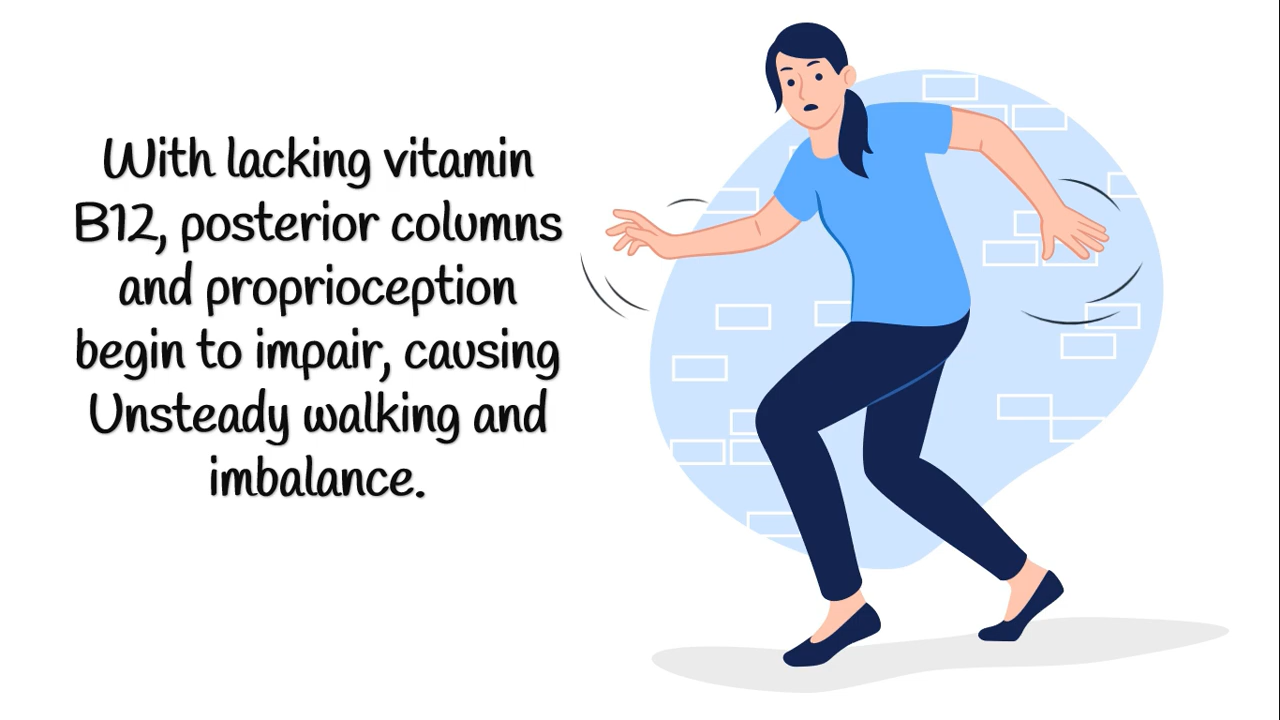 With lacking vitamin
B12, posterior columns
and proprioception
begin to impair, causing
Unsteady walking and
imbalance.